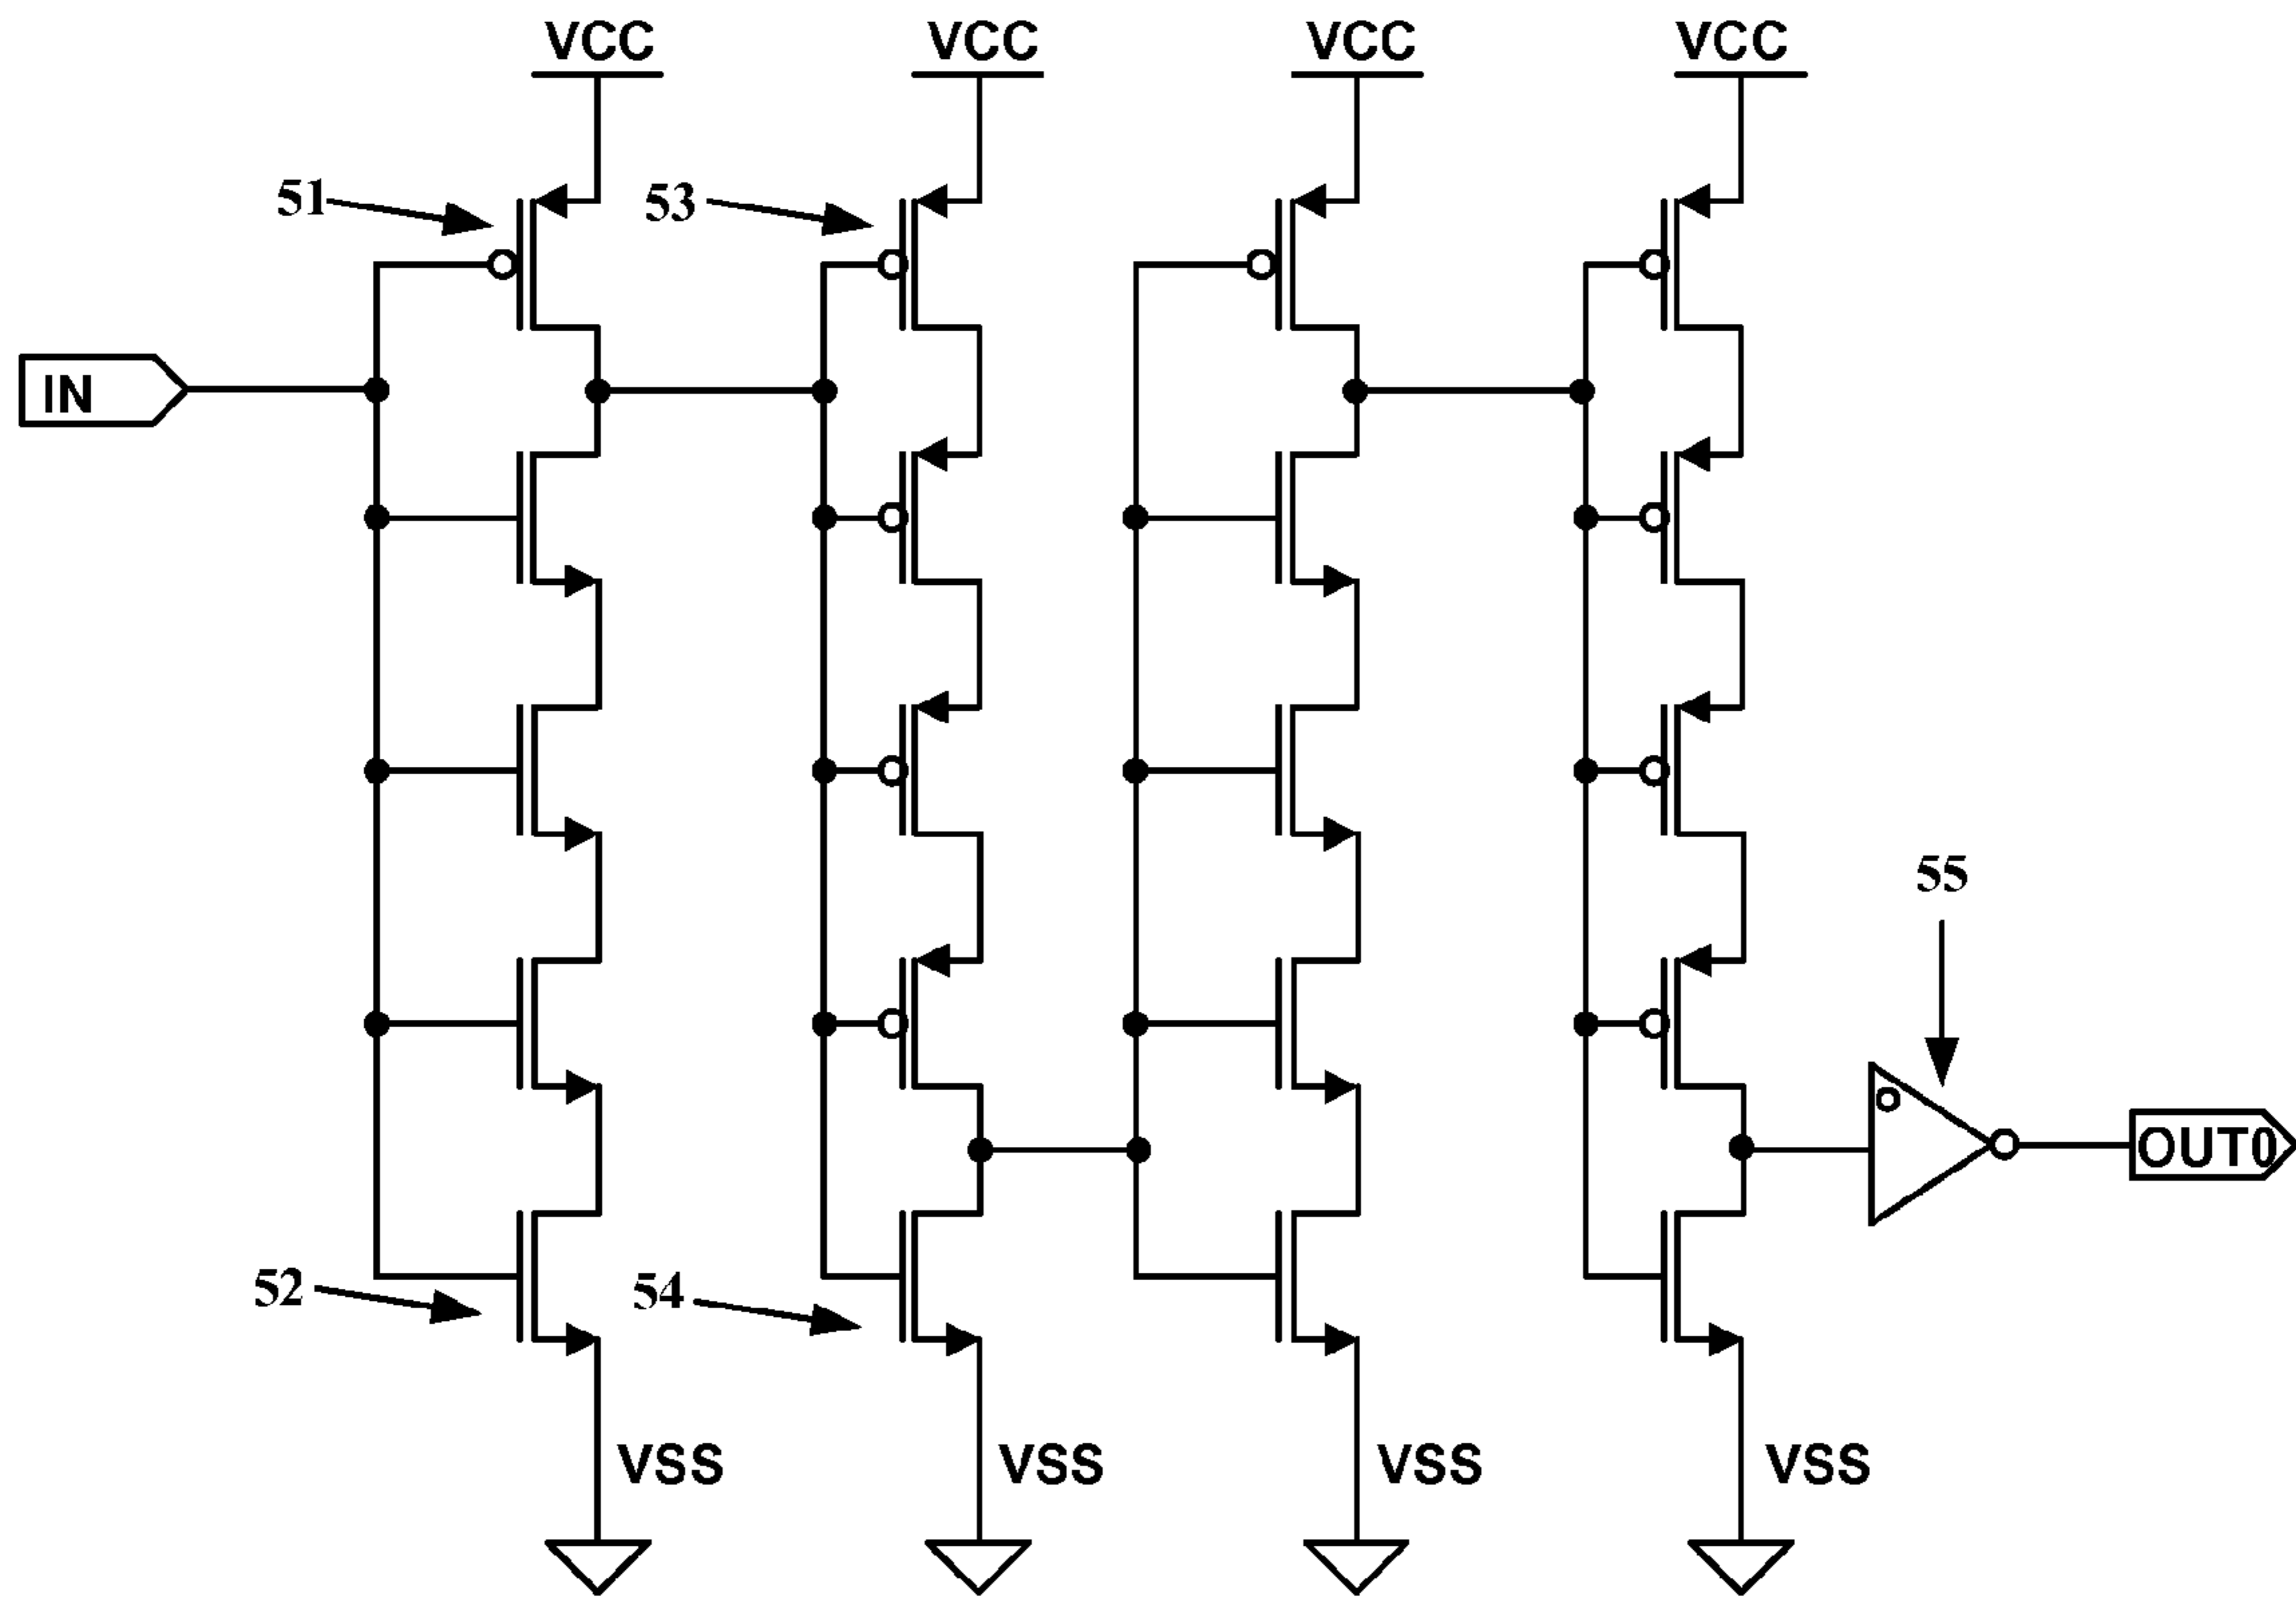 VCC VCC VCC VCC
51 53
IN
55
OUT0
52 54
VSS VSS VSS VSS